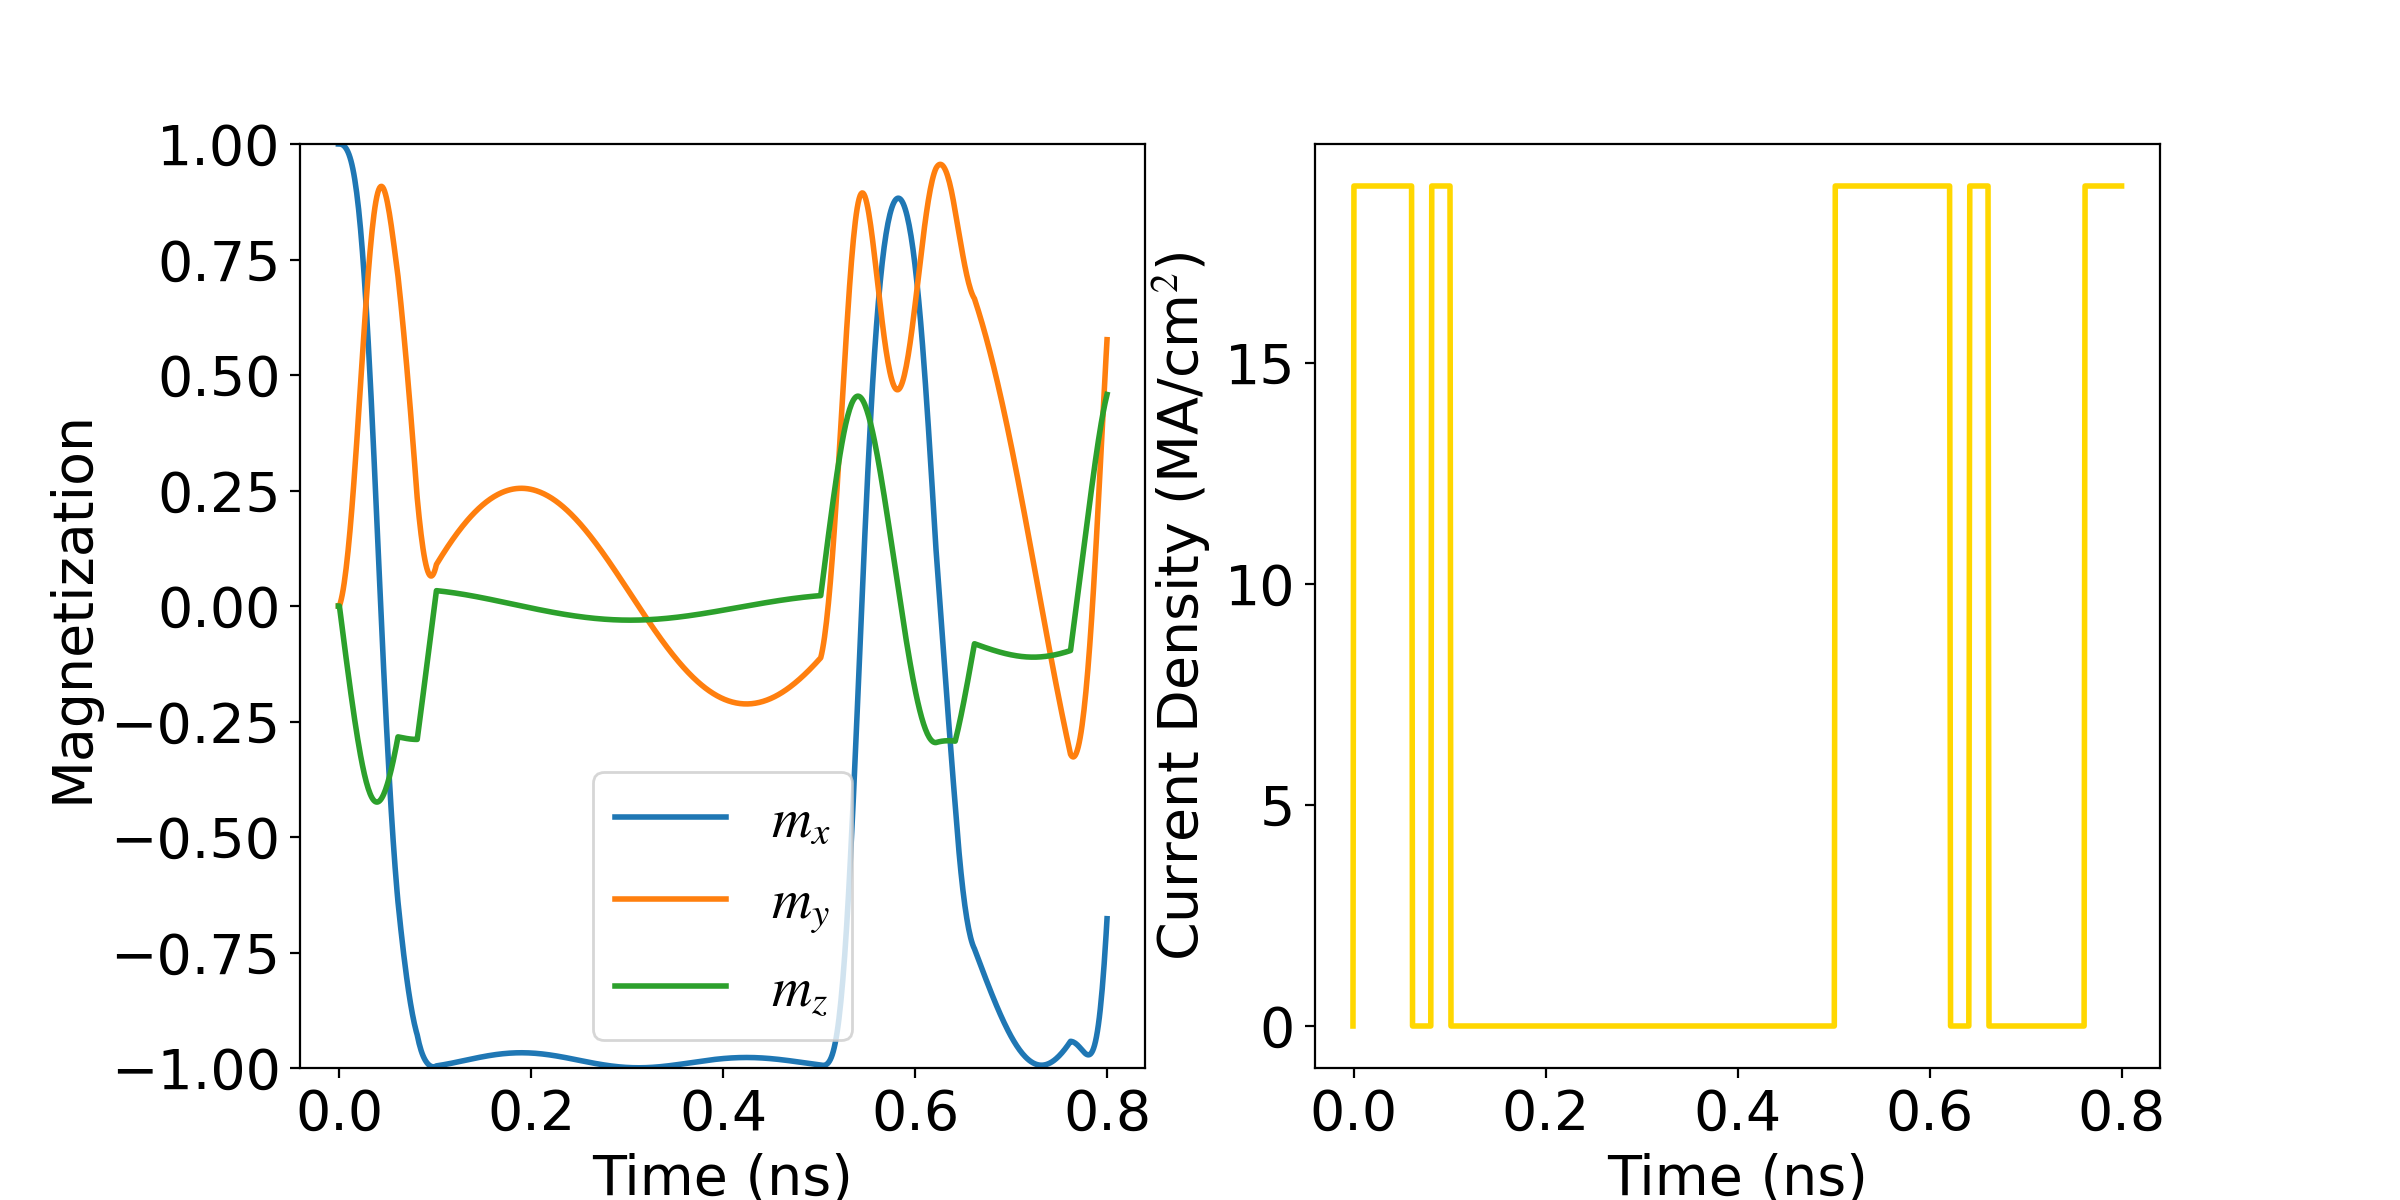 Magnetization
1.00
0.75
0.50
0.25
0.00
−0.25
−0.50
−0.75
−1.00
m_x
m_y
m_z
0.0 0.2 0.4 0.6 0.8
Time (ns)
Current Density (MA/cm²)
15
10
5
0
0.0 0.2 0.4 0.6 0.8
Time (ns)